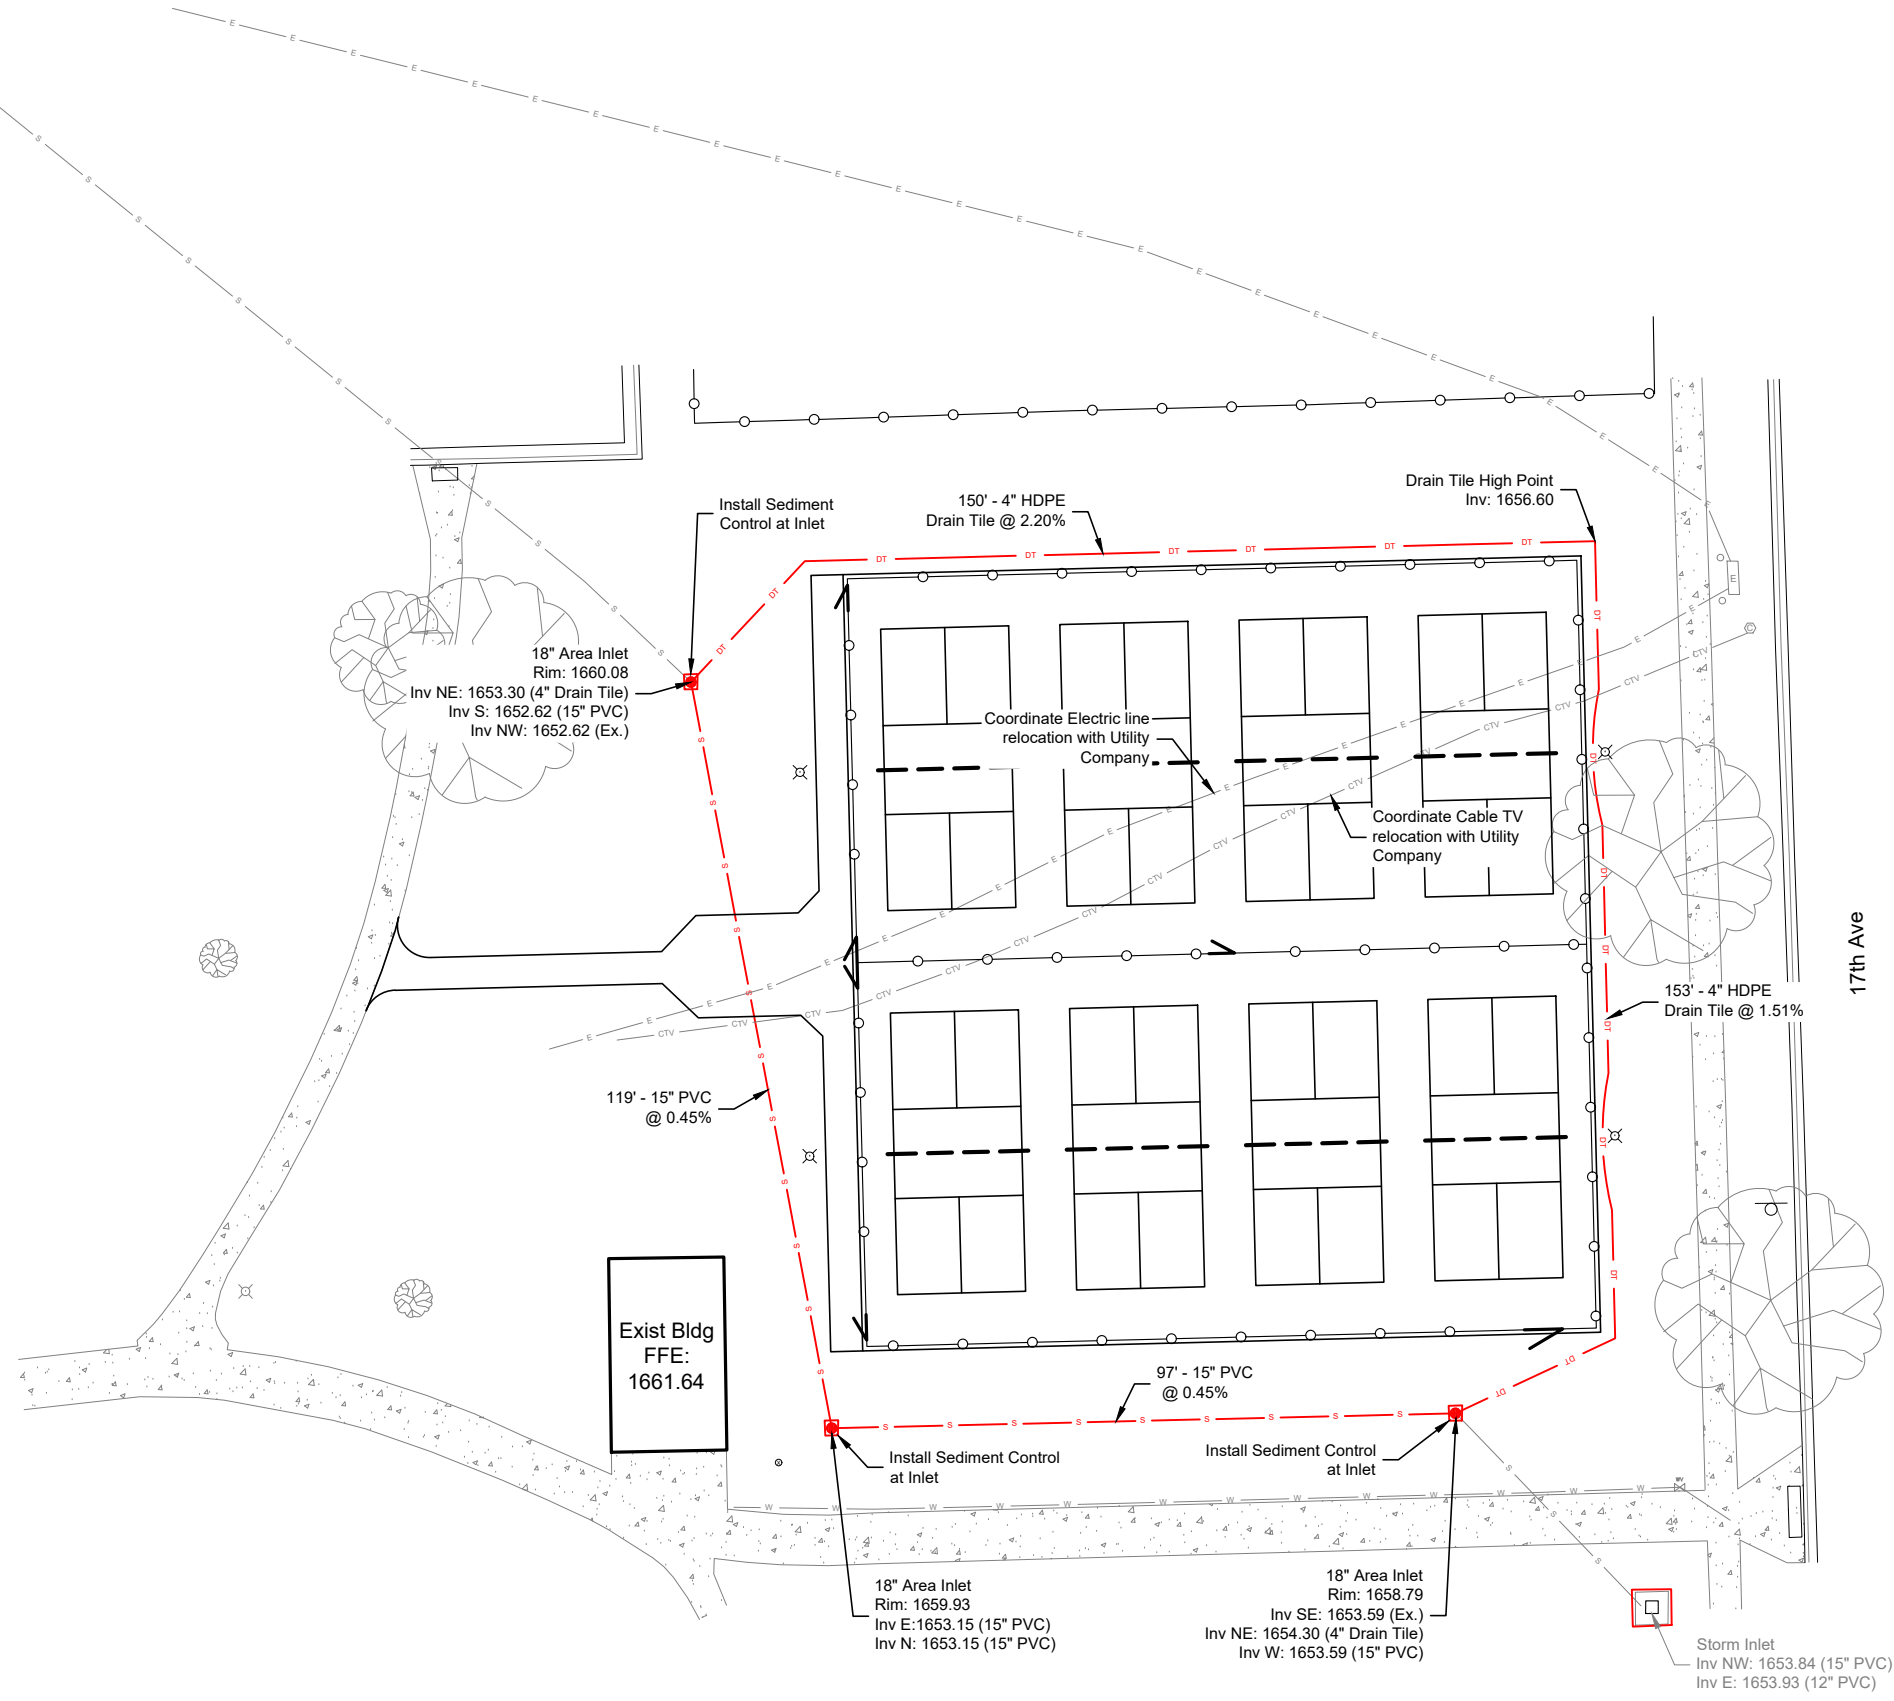 Install Sediment
Control at Inlet
150' - 4" HDPE
Drain Tile @ 2.20%
Drain Tile High Point
Inv: 1656.60
18" Area Inlet
Rim: 1660.08
Inv NE: 1653.30 (4" Drain Tile)
Inv S: 1652.62 (15" PVC)
Inv NW: 1652.62 (Ex.)
Coordinate Electric line
relocation with Utility
Company
Coordinate Cable TV
relocation with Utility
Company
17th Ave
153' - 4" HDPE
Drain Tile @ 1.51%
119' - 15" PVC
@ 0.45%
Exist Bldg
FFE:
1661.64
97' - 15" PVC
@ 0.45%
Install Sediment Control
at Inlet
Install Sediment Control
at Inlet
18" Area Inlet
Rim: 1659.93
Inv E:1653.15 (15" PVC)
Inv N: 1653.15 (15" PVC)
18" Area Inlet
Rim: 1658.79
Inv SE: 1653.59 (Ex.)
Inv NE: 1654.30 (4" Drain Tile)
Inv W: 1653.59 (15" PVC)
Storm Inlet
Inv NW: 1653.84 (15" PVC)
Inv E: 1653.93 (12" PVC)